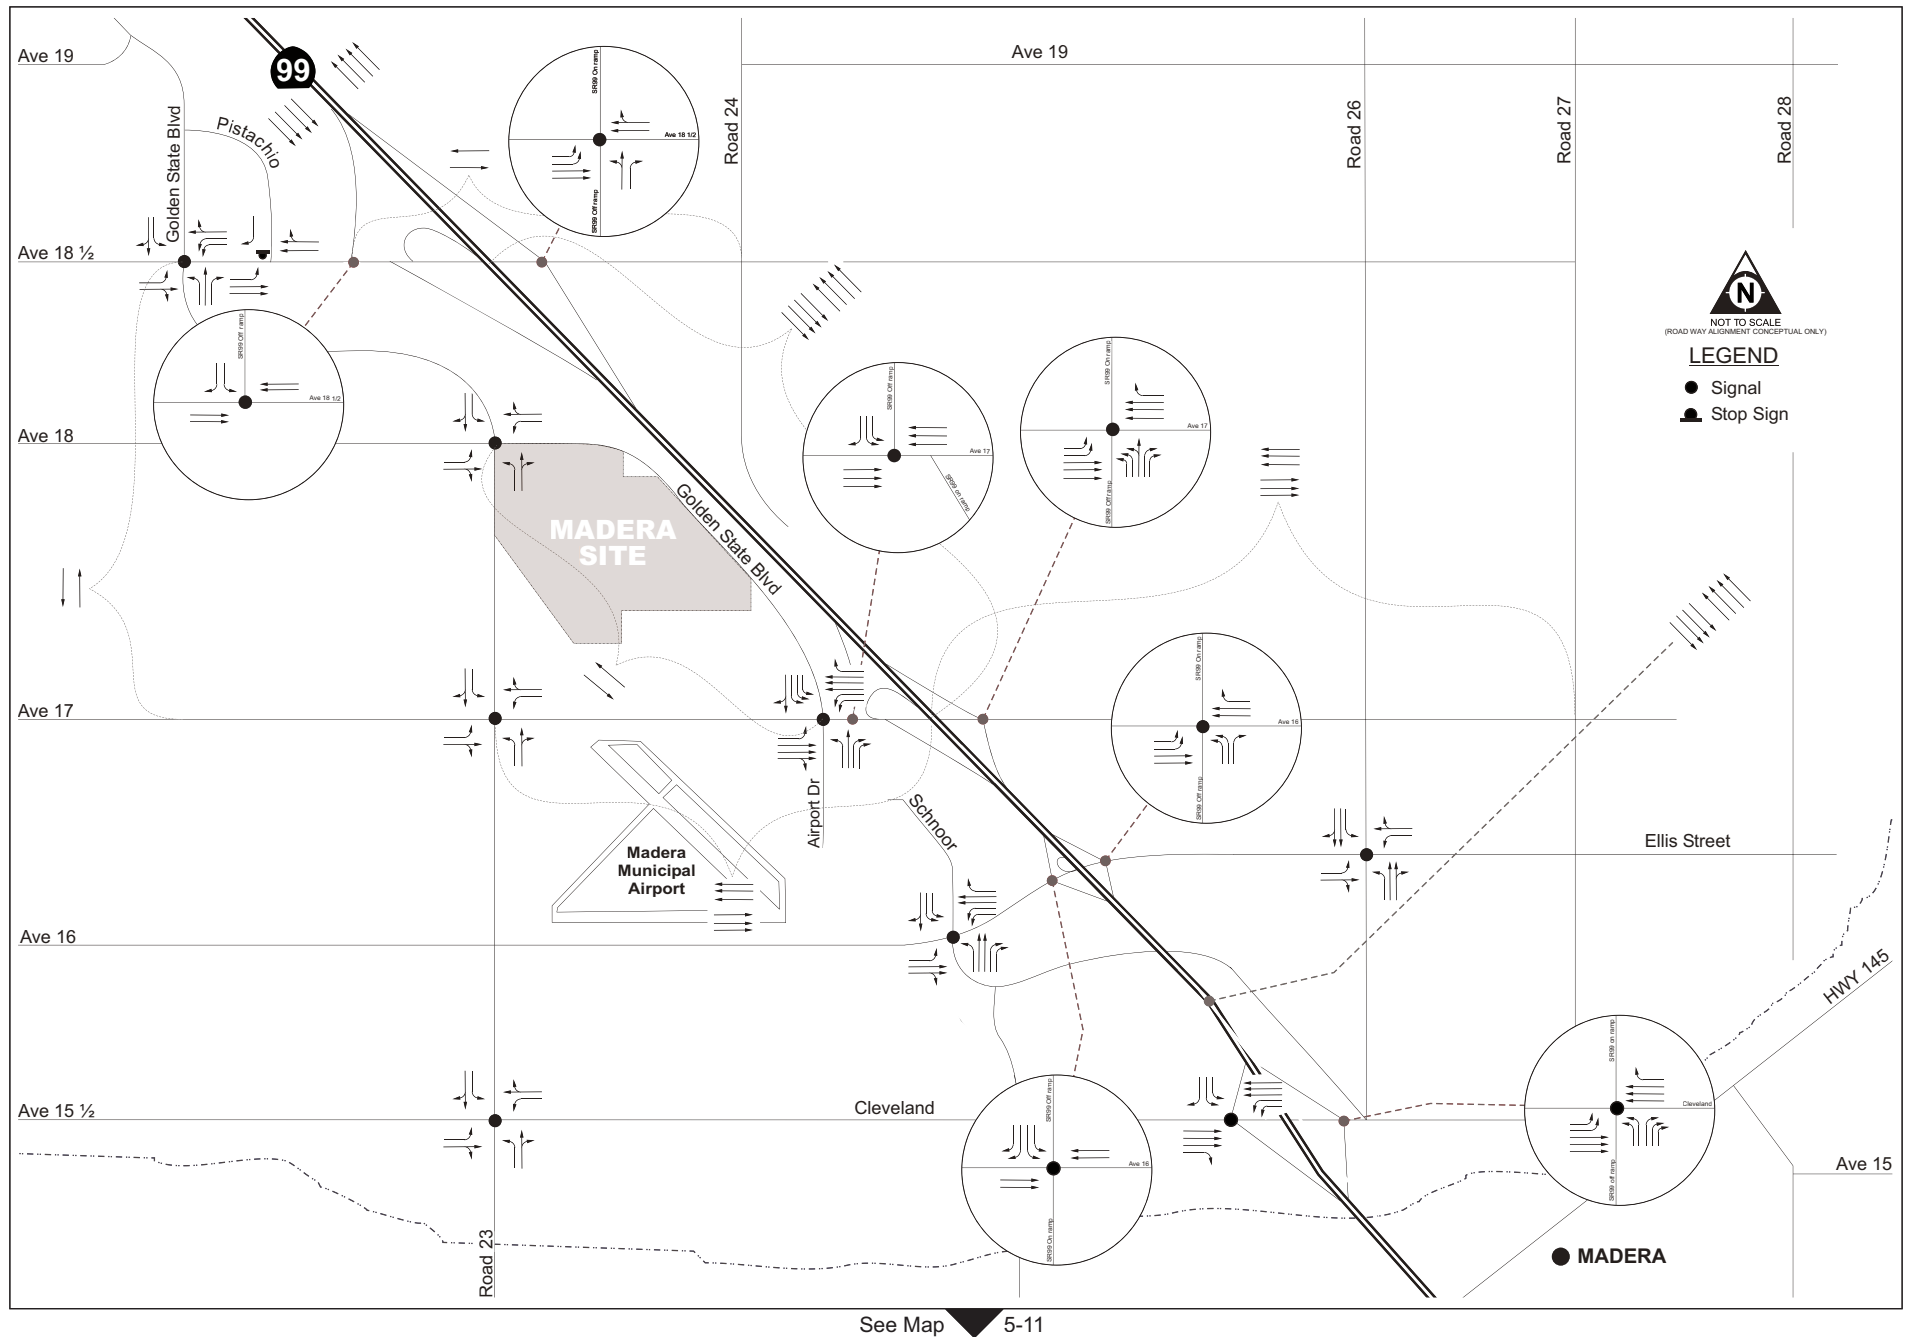 Ave 19
99
Ave 19
Golden State Blvd
Pistachio
Road 24
Road 26
Road 27
Road 28
SR99 On ramp
Ave 18 1/2
SR99 Off ramp
Ave 18 ½
SR99 Off ramp
Ave 18 1/2
N
NOT TO SCALE
(ROAD WAY ALIGNMENT CONCEPTUAL ONLY)
LEGEND
Signal
Stop Sign
Ave 18
MADERA
SITE
Golden State Blvd
SR99 Off ramp
Ave 17
SR99 on ramp
SR99 On ramp
Ave 17
SR99 Off ramp
Ave 17
SR99 On ramp
Ave 16
SR99 Off ramp
Airport Dr
Schnoor
Madera
Municipal
Airport
Ellis Street
Ave 16
HWY 145
Ave 15 ½
Cleveland
SR99 Off ramp
Ave 16
SR99 On ramp
SR99 on ramp
Cleveland
SR99 off ramp
Ave 15
Road 23
MADERA
See Map
5-11